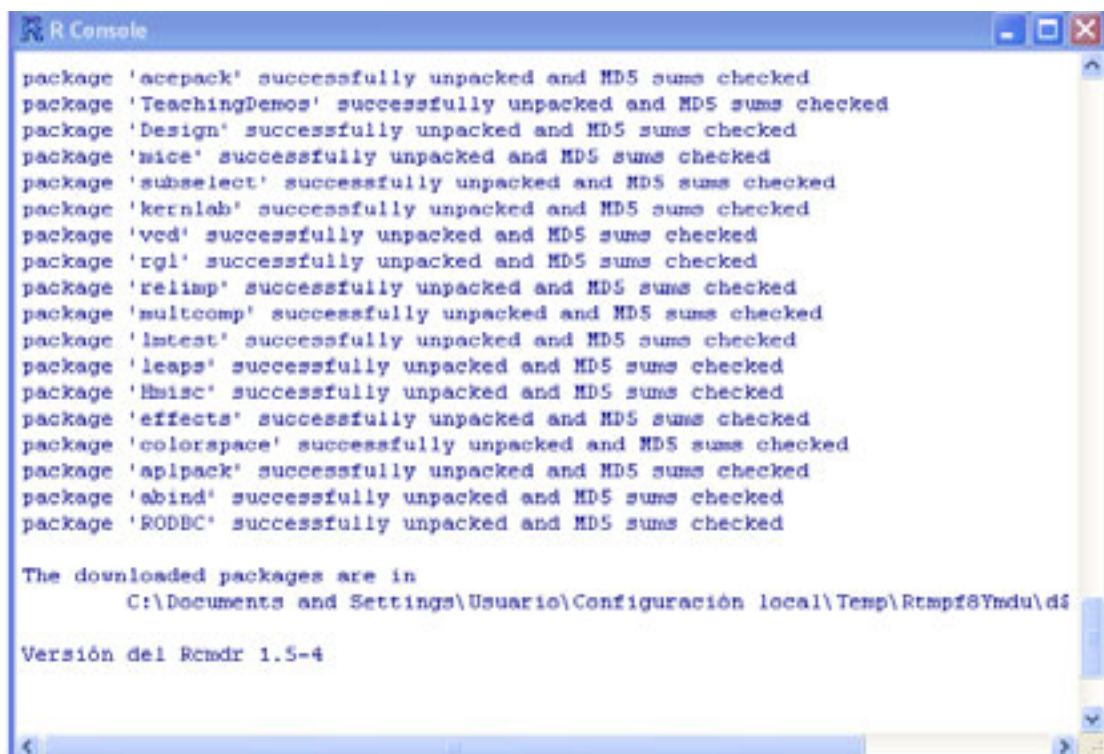 R Console
package 'acepack' successfully unpacked and MD5 sums checked
package 'TeachingDemos' successfully unpacked and MD5 sums checked
package 'Design' successfully unpacked and MD5 sums checked
package 'mice' successfully unpacked and MD5 sums checked
package 'subselect' successfully unpacked and MD5 sums checked
package 'kernlab' successfully unpacked and MD5 sums checked
package 'vcd' successfully unpacked and MD5 sums checked
package 'rgl' successfully unpacked and MD5 sums checked
package 'relimp' successfully unpacked and MD5 sums checked
package 'multcomp' successfully unpacked and MD5 sums checked
package 'lmtest' successfully unpacked and MD5 sums checked
package 'leaps' successfully unpacked and MD5 sums checked
package 'Hmisc' successfully unpacked and MD5 sums checked
package 'effects' successfully unpacked and MD5 sums checked
package 'colorspace' successfully unpacked and MD5 sums checked
package 'aplpack' successfully unpacked and MD5 sums checked
package 'abind' successfully unpacked and MD5 sums checked
package 'RODBC' successfully unpacked and MD5 sums checked
The downloaded packages are in
C:\Documents and Settings\Usuario\Configuración local\Temp\Rtmpf8Ymdu\d$
Versión del Rcmdr 1.5-4